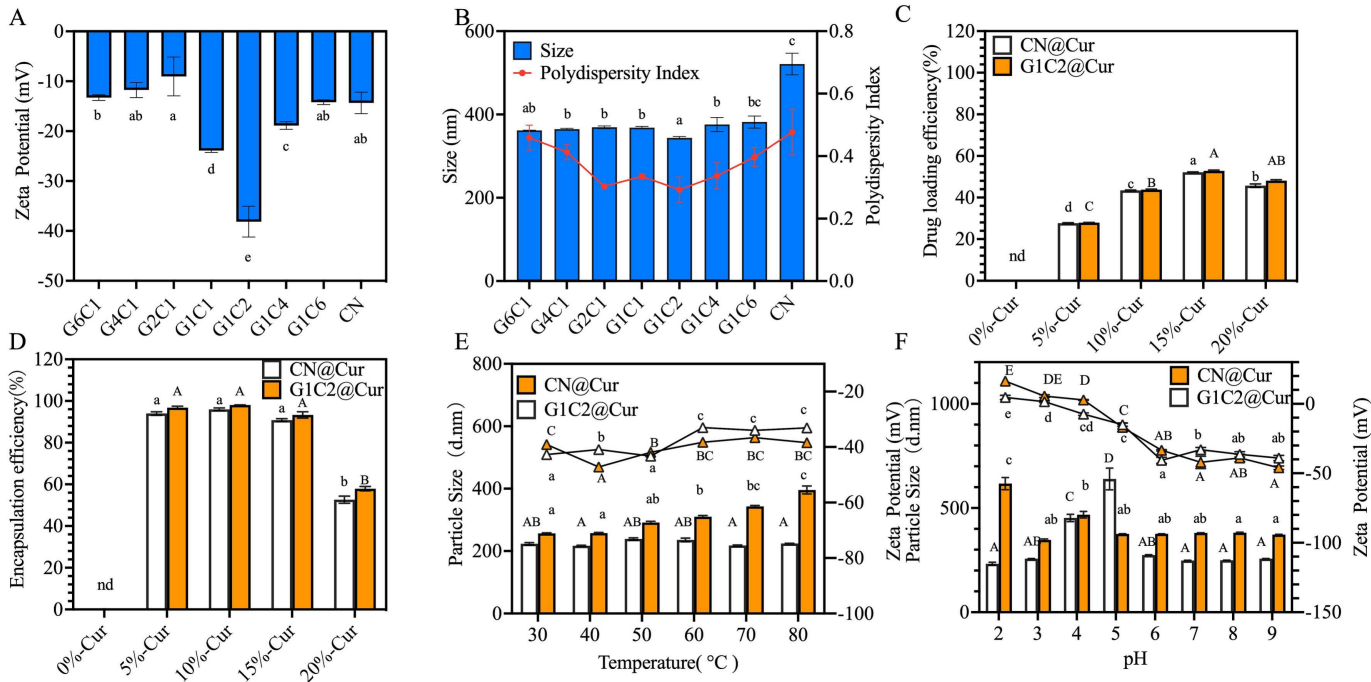 A
0
-10
-20
-30
-40
-50
Zeta Potential (mV)
b
ab
a
d
e
c
ab
ab
G6C1
G4C1
G2C1
G1C1
G1C2
G1C4
G1C6
CN
B
600
400
200
0
Size (nm)
Size
Polydispersity Index
ab
b
b
b
a
b
bc
c
0.8
0.6
0.4
0.2
0.0
Polydispersity Index
G6C1
G4C1
G2C1
G1C1
G1C2
G1C4
G1C6
CN
C
120
100
80
60
40
20
0
Drug loading efficiency(%)
CN@Cur
G1C2@Cur
nd
d
C
c
B
a
A
b
AB
0%-Cur
5%-Cur
10%-Cur
15%-Cur
20%-Cur
D
120
100
80
60
40
20
0
Encapsulation efficiency(%)
CN@Cur
G1C2@Cur
nd
a
A
a
A
a
A
b
B
0%-Cur
5%-Cur
10%-Cur
15%-Cur
20%-Cur
E
800
600
400
200
0
Particle Size (d.nm)
CN@Cur
G1C2@Cur
C
b
B
c
c
c
a
A
a
BC
BC
BC
AB
a
A
a
AB
ab
AB
b
A
bc
A
c
-20
-40
-60
-80
-100
Zeta Potential (mV)
30
40
50
60
70
80
Temperature( °C )
F
1000
500
0
Particle Size (d.nm)
CN@Cur
G1C2@Cur
E
DE
D
C
AB
b
ab
ab
e
d
cd
c
a
A
AB
A
A
c
AB
ab
C
b
D
ab
AB
ab
A
ab
A
a
A
a
0
-50
-100
-150
Zeta Potential (mV)
2
3
4
5
6
7
8
9
pH